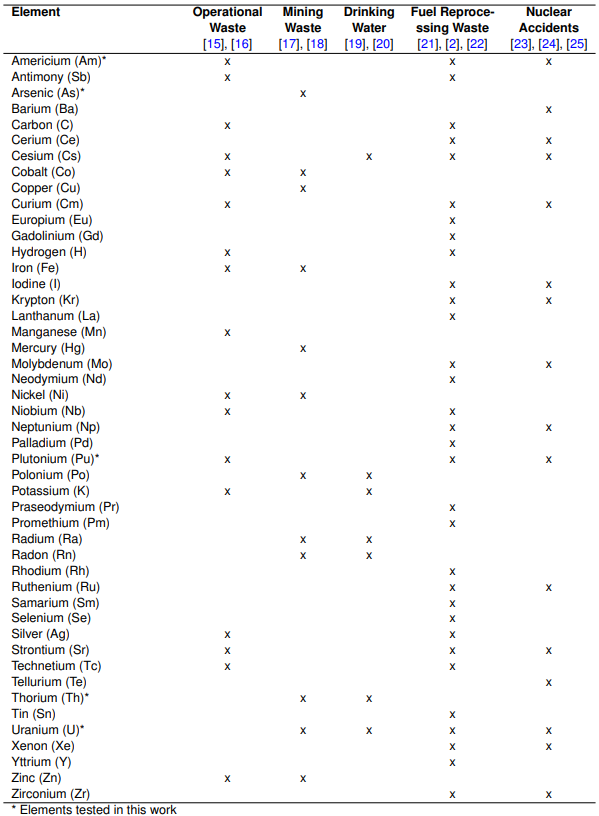 Element Operational Mining Drinking Fuel Reproce- Nuclear
Waste Waste Water ssing Waste Accidents
[15], [16] [17], [18] [19], [20] [21], [2], [22] [23], [24], [25]
Americium (Am)* x x x
Antimony (Sb) x x
Arsenic (As)* x
Barium (Ba) x
Carbon (C) x x
Cerium (Ce) x x
Cesium (Cs) x x x x
Cobalt (Co) x x
Copper (Cu) x
Curium (Cm) x x x
Europium (Eu) x
Gadolinium (Gd) x
Hydrogen (H) x x
Iron (Fe) x x
Iodine (I) x x
Krypton (Kr) x x
Lanthanum (La) x
Manganese (Mn) x
Mercury (Hg) x
Molybdenum (Mo) x x
Neodymium (Nd) x
Nickel (Ni) x x
Niobium (Nb) x x
Neptunium (Np) x x
Palladium (Pd) x
Plutonium (Pu)* x x x
Polonium (Po) x x
Potassium (K) x x
Praseodymium (Pr) x
Promethium (Pm) x
Radium (Ra) x x
Radon (Rn) x x
Rhodium (Rh) x
Ruthenium (Ru) x x
Samarium (Sm) x
Selenium (Se) x
Silver (Ag) x x
Strontium (Sr) x x x
Technetium (Tc) x x
Tellurium (Te) x
Thorium (Th)* x x
Tin (Sn) x
Uranium (U)* x x x x
Xenon (Xe) x x
Yttrium (Y) x
Zinc (Zn) x x
Zirconium (Zr) x x
* Elements tested in this work